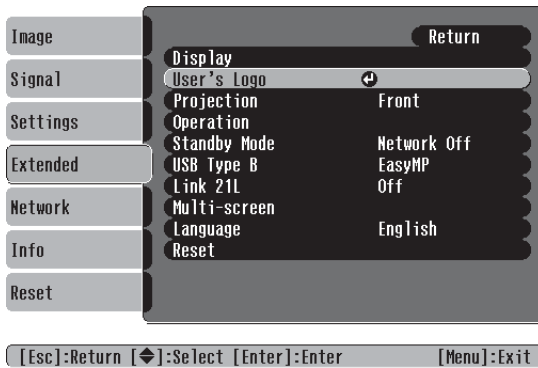 Image
Signal
Settings
Extended
Network
Info
Reset
Return
Display
User's Logo
Projection Front
Operation
Standby Mode Network Off
USB Type B EasyMP
Link 21L Off
Multi-screen
Language English
Reset
[Esc]:Return [◆]:Select [Enter]:Enter [Menu]:Exit